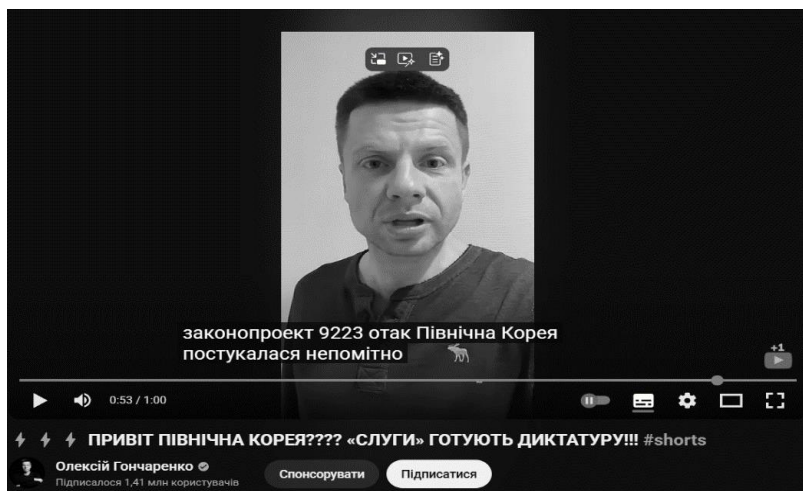 законопроект 9223 отак Північна Корея
постукалася непомітно
+1
0:53 / 1:00
ПРИВІТ ПІВНІЧНА КОРЕЯ???? «СЛУГИ» ГОТУЮТЬ ДИКТАТУРУ!!! #shorts
Олексій Гончаренко
Підписалося 1,41 млн користувачів
Спонсорувати
Підписатися